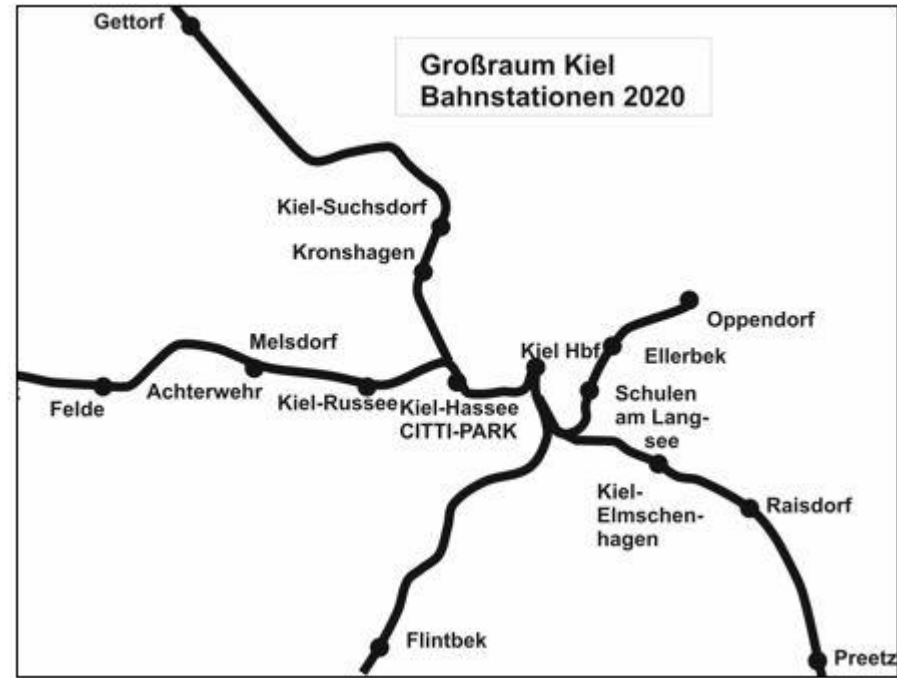 Gettorf
Großraum Kiel
Bahnstationen 2020
Kiel-Suchsdorf
Kronshagen
Oppendorf
Melsdorf
Kiel Hbf
Ellerbek
Felde
Achterwehr
Kiel-Russee
Kiel-Hassee
CITTI-PARK
Schulen
am Lang-
see
Kiel-
Elmschen-
hagen
Raisdorf
Flintbek
Preetz